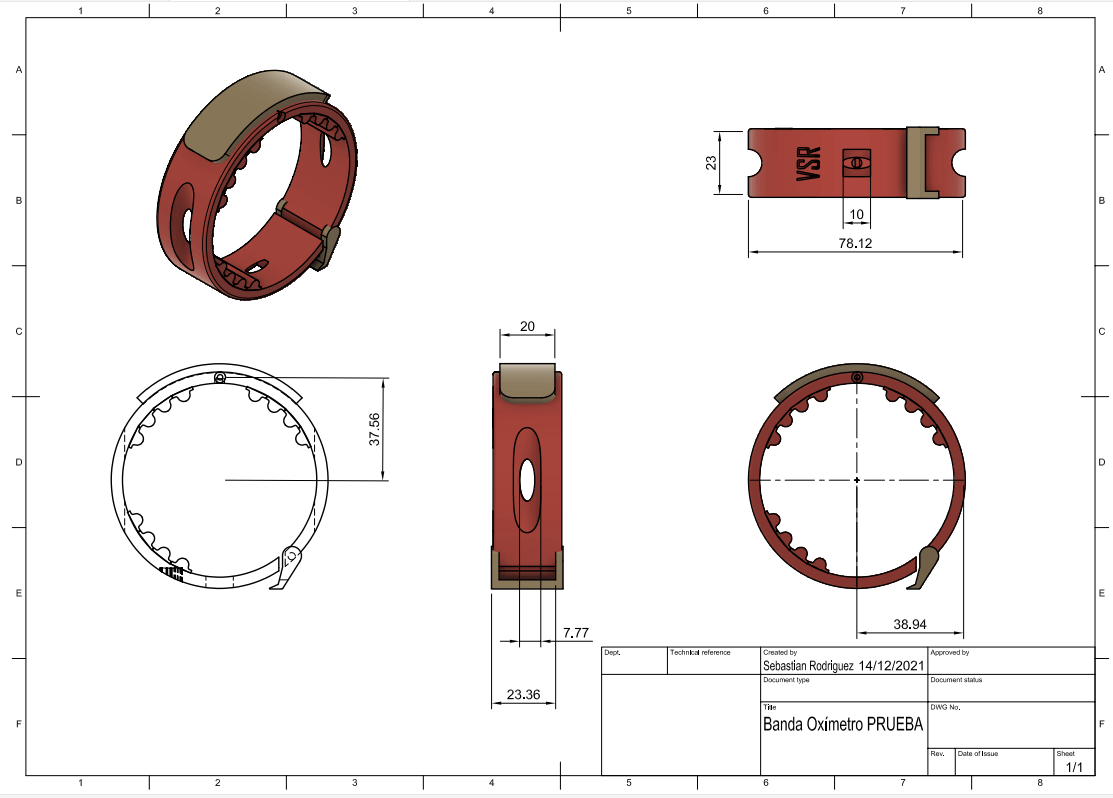 1 2 3 4 5 6 7 8
A A
VSR
23
B B
10
78.12
C C
20
37.56
D D
E E
38.94
7.77
23.36
Dept. Technical reference Created by Approved by
Sebastian Rodriguez 14/12/2021
Document type Document status
Title DWG No.
Banda Oxímetro PRUEBA
F F
Rev. Date of issue Sheet
1/1
1 2 3 4 5 6 7 8